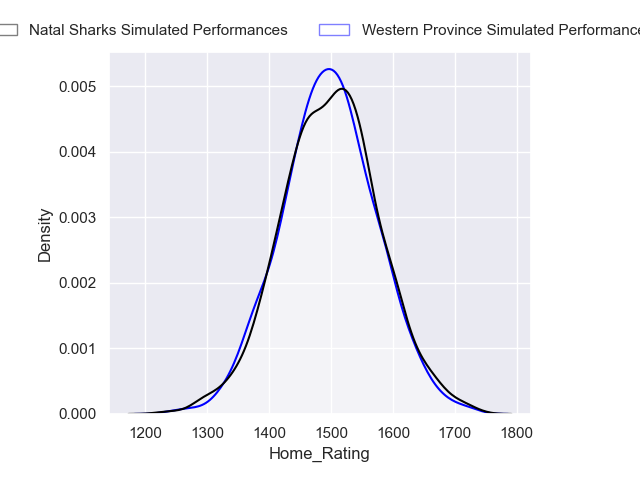 Natal Sharks Simulated Performances Western Province Simulated Performance
0.005
0.004
0.003
0.002
0.001
0.000
Density
1200 1300 1400 1500 1600 1700 1800
Home_Rating